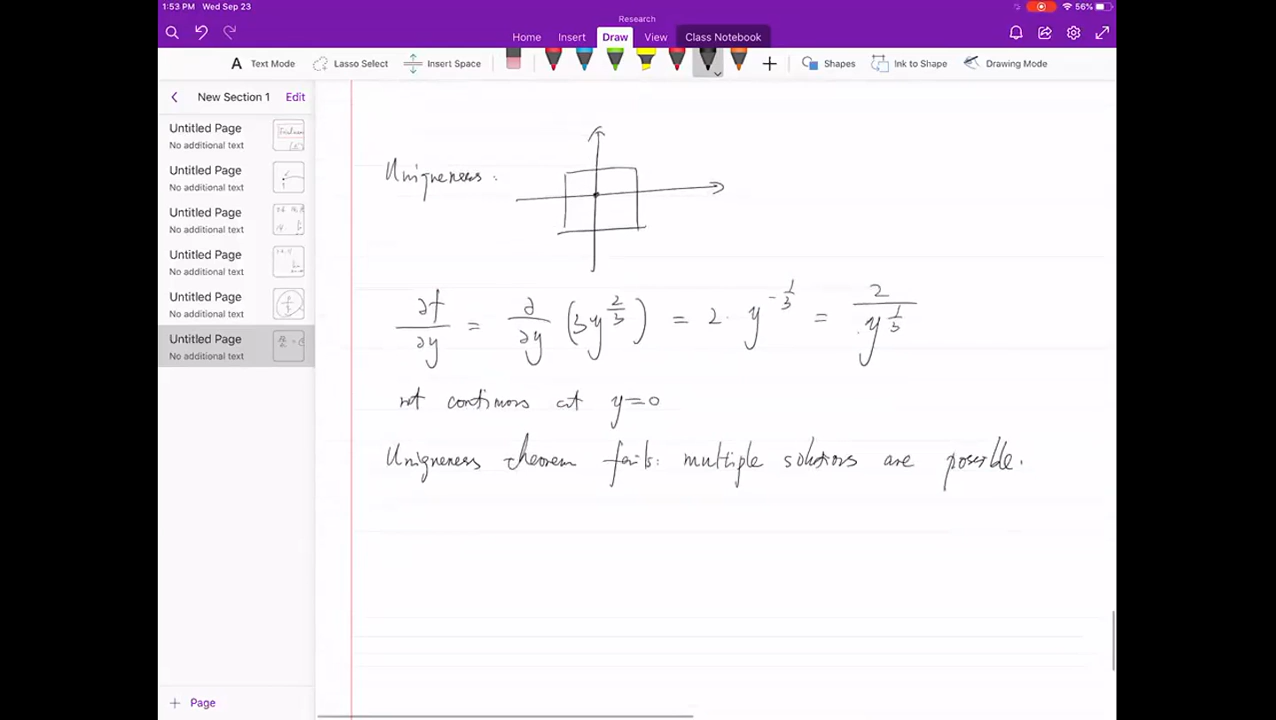 1:53 PM Wed Sep 23
56%
Research
Home Insert Draw View Class Notebook
A Text Mode Lasso Select Insert Space Shapes Ink to Shape Drawing Mode
New Section 1 Edit
Untitled Page
No additional text
Untitled Page
No additional text
Untitled Page
No additional text
Untitled Page
No additional text
Untitled Page
No additional text
Untitled Page
No additional text
Page
Uniqueness:
∂f/∂y = ∂/∂y (3y^{2/3}) = 2·y^{-1/3} = 2/y^{1/3}
not continuous at y=0
Uniqueness theorem fails: multiple solutions are possible.